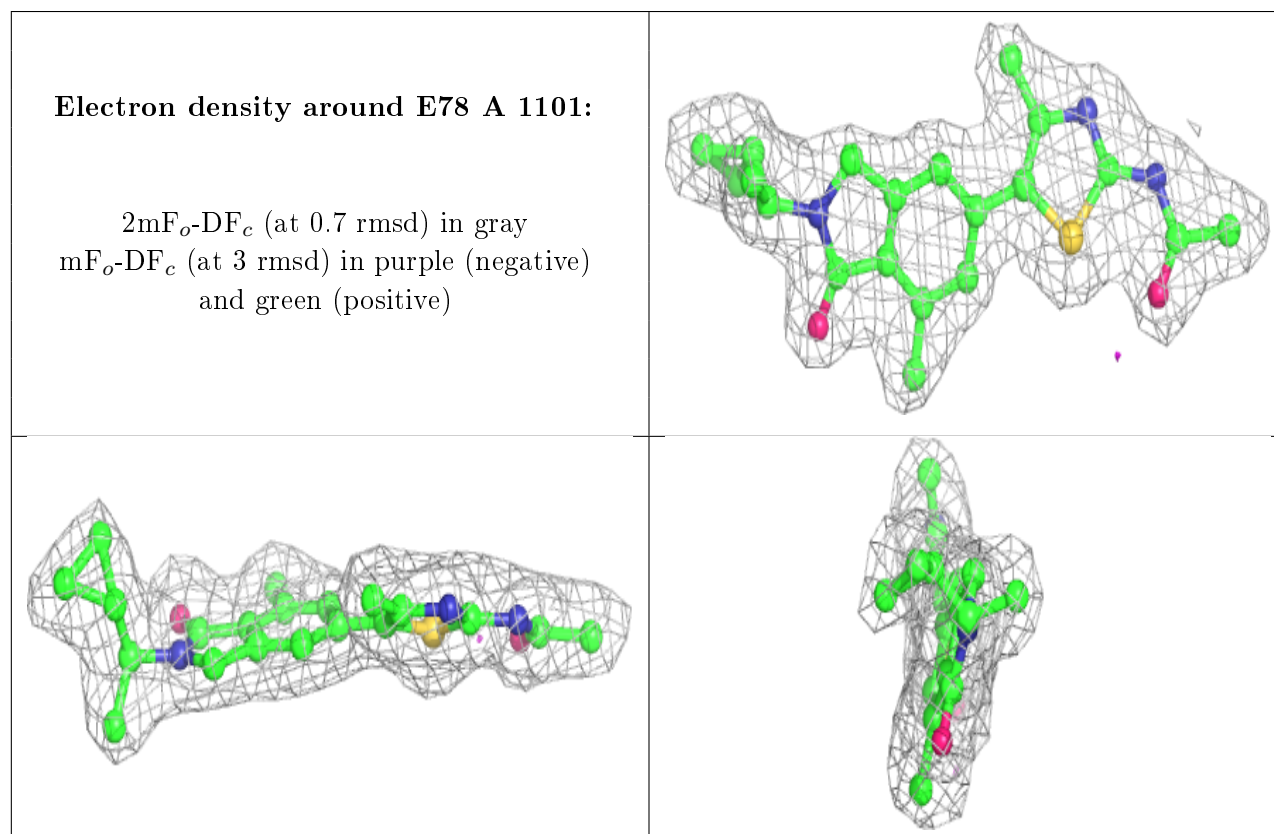 Electron density around E78 A 1101:
2mFₒ-DF𝒸 (at 0.7 rmsd) in gray
mFₒ-DF𝒸 (at 3 rmsd) in purple (negative)
and green (positive)